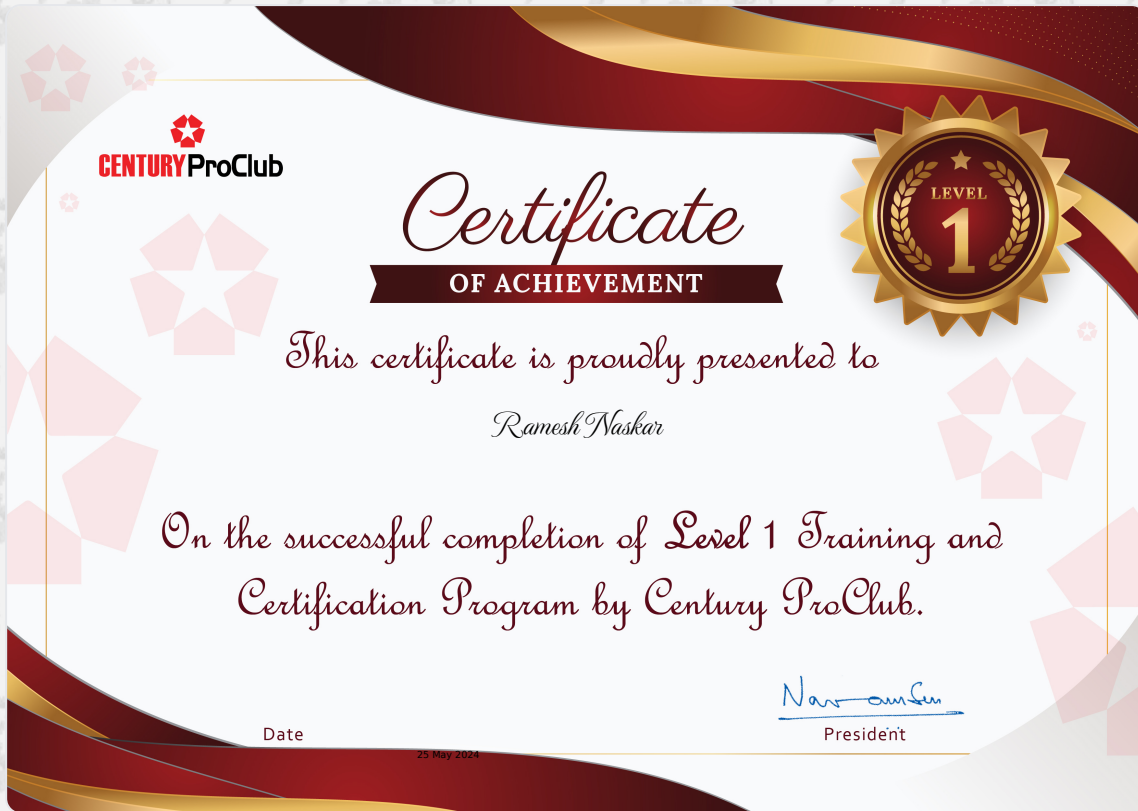 CENTURY ProClub
LEVEL
1
Certificate
OF ACHIEVEMENT
This certificate is proudly presented to
Ramesh Naskar
On the successful completion of Level 1 Training and
Certification Program by Century ProClub.
Date
25 May 2024
President